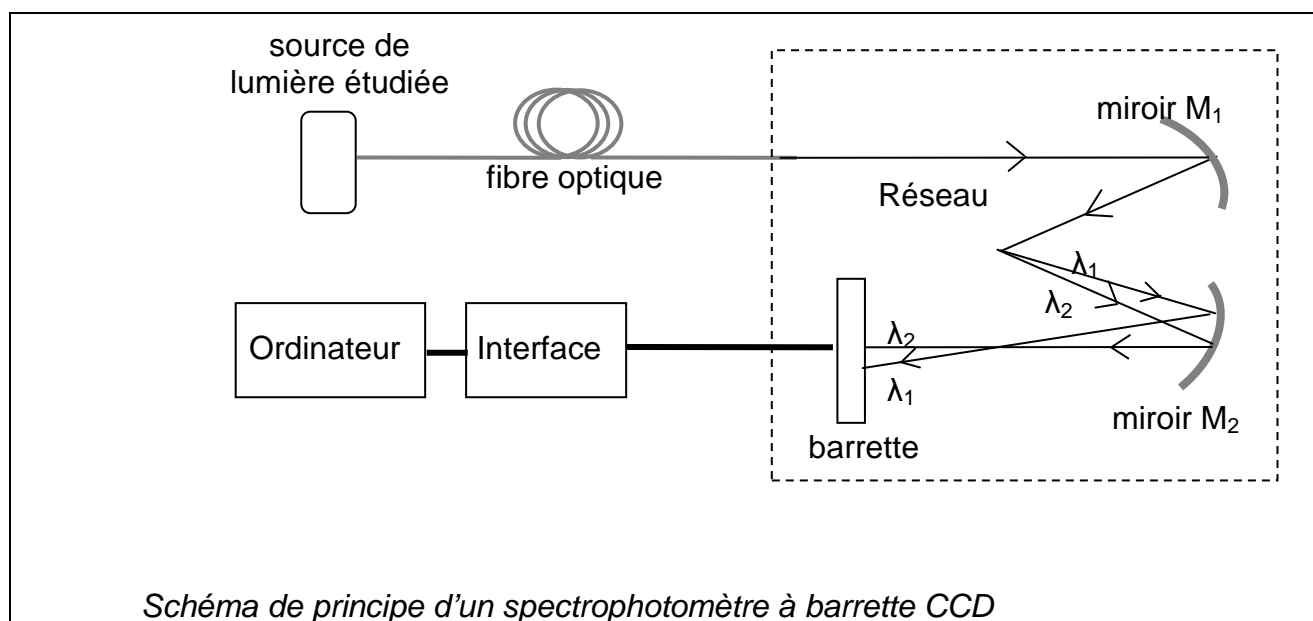 source de
lumière étudiée
miroir M₁
fibre optique
Réseau
λ₁
λ₂
Ordinateur
Interface
λ₂
λ₁
miroir M₂
barrette
Schéma de principe d’un spectrophotomètre à barrette CCD